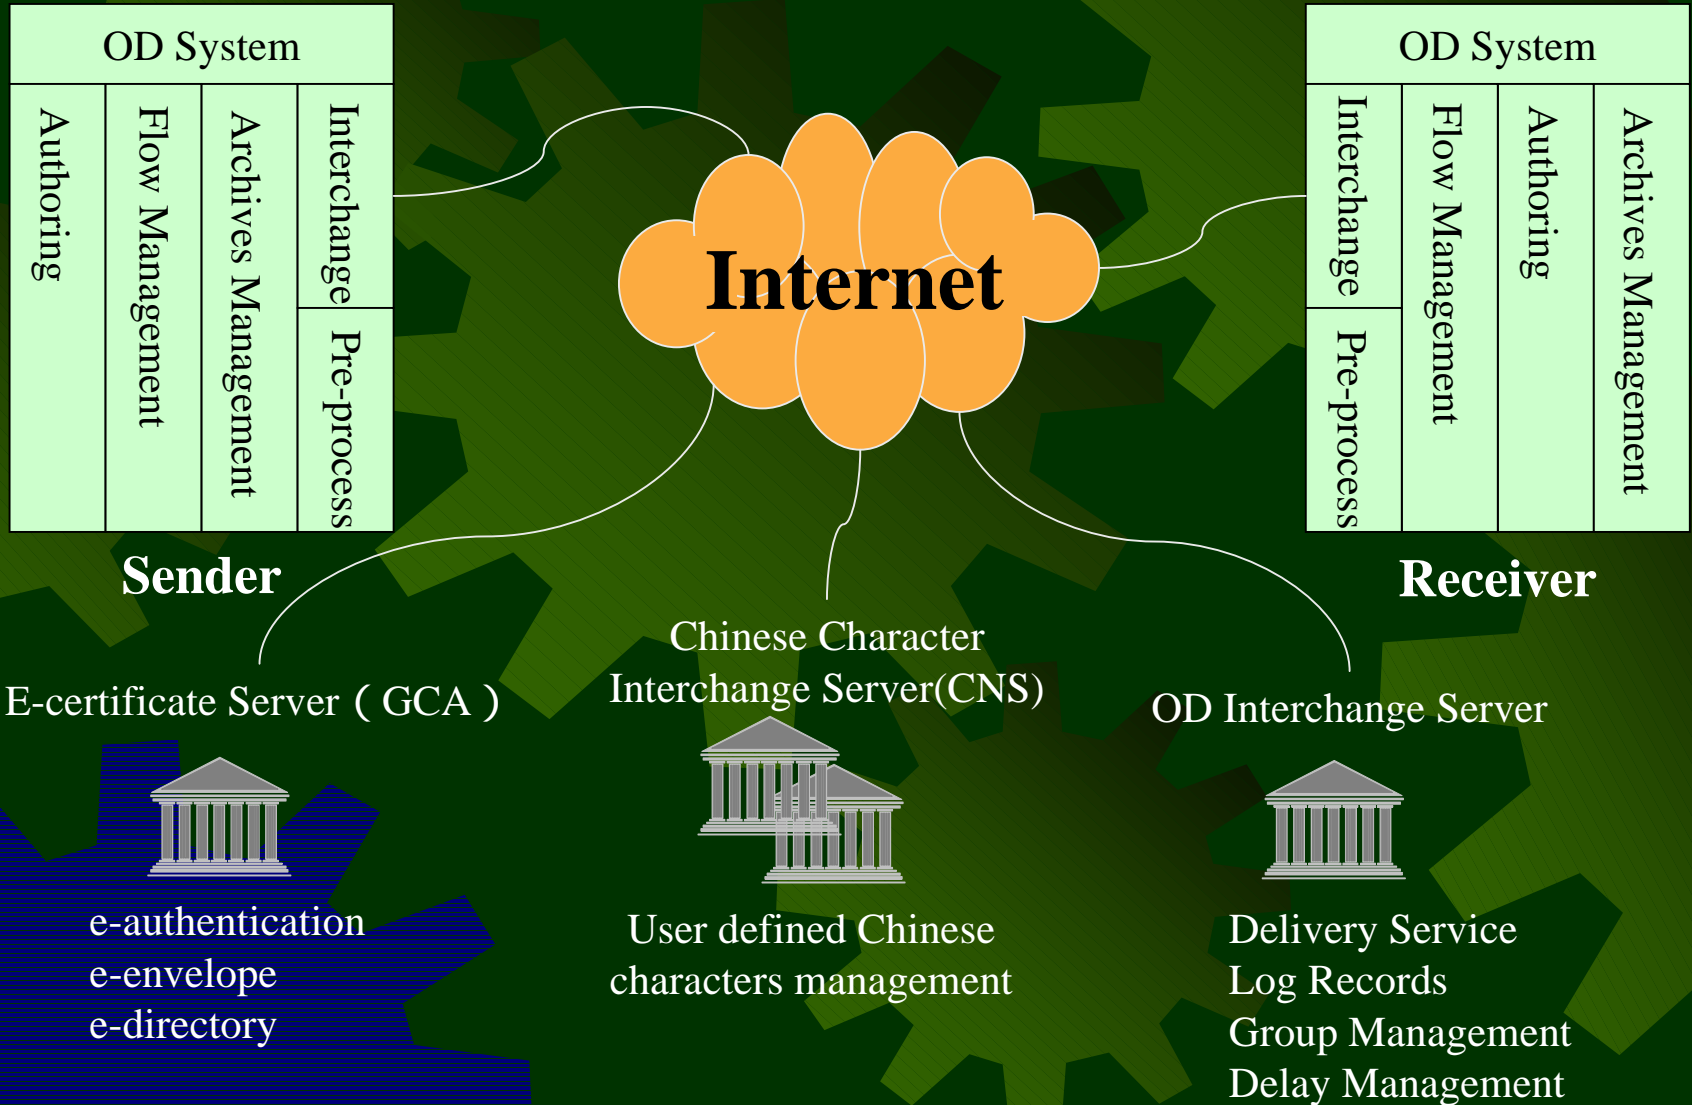 OD System
Authoring
Flow Management
Archives Management
Interchange
Pre-process
Sender
Internet
OD System
Interchange
Pre-process
Flow Management
Authoring
Archives Management
Receiver
E-certificate Server（GCA）
e-authentication
e-envelope
e-directory
Chinese Character
Interchange Server(CNS)
User defined Chinese
characters management
OD Interchange Server
Delivery Service
Log Records
Group Management
Delay Management